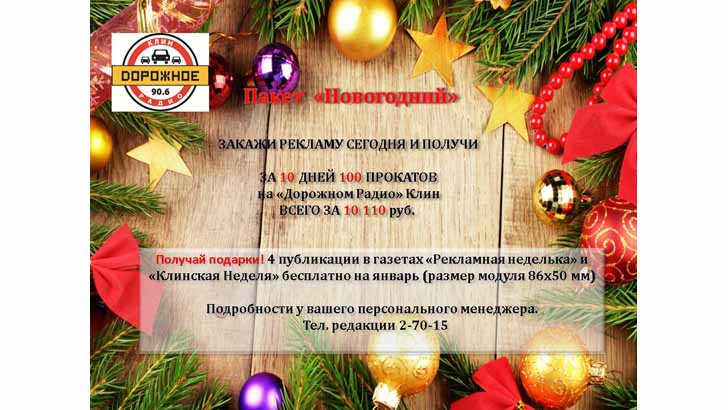 КЛИН
ДОРОЖНОЕ
90.6
РАДИО
Пакет «Новогодний»
ЗАКАЖИ РЕКЛАМУ СЕГОДНЯ И ПОЛУЧИ
ЗА 10 ДНЕЙ 100 ПРОКАТОВ
на «Дорожном Радио» Клин
ВСЕГО ЗА 10 110 руб.
Получай подарки! 4 публикации в газетах «Рекламная неделька» и
«Клинская Неделя» бесплатно на январь (размер модуля 86х50 мм)
Подробности у вашего персонального менеджера.
Тел. редакции 2-70-15